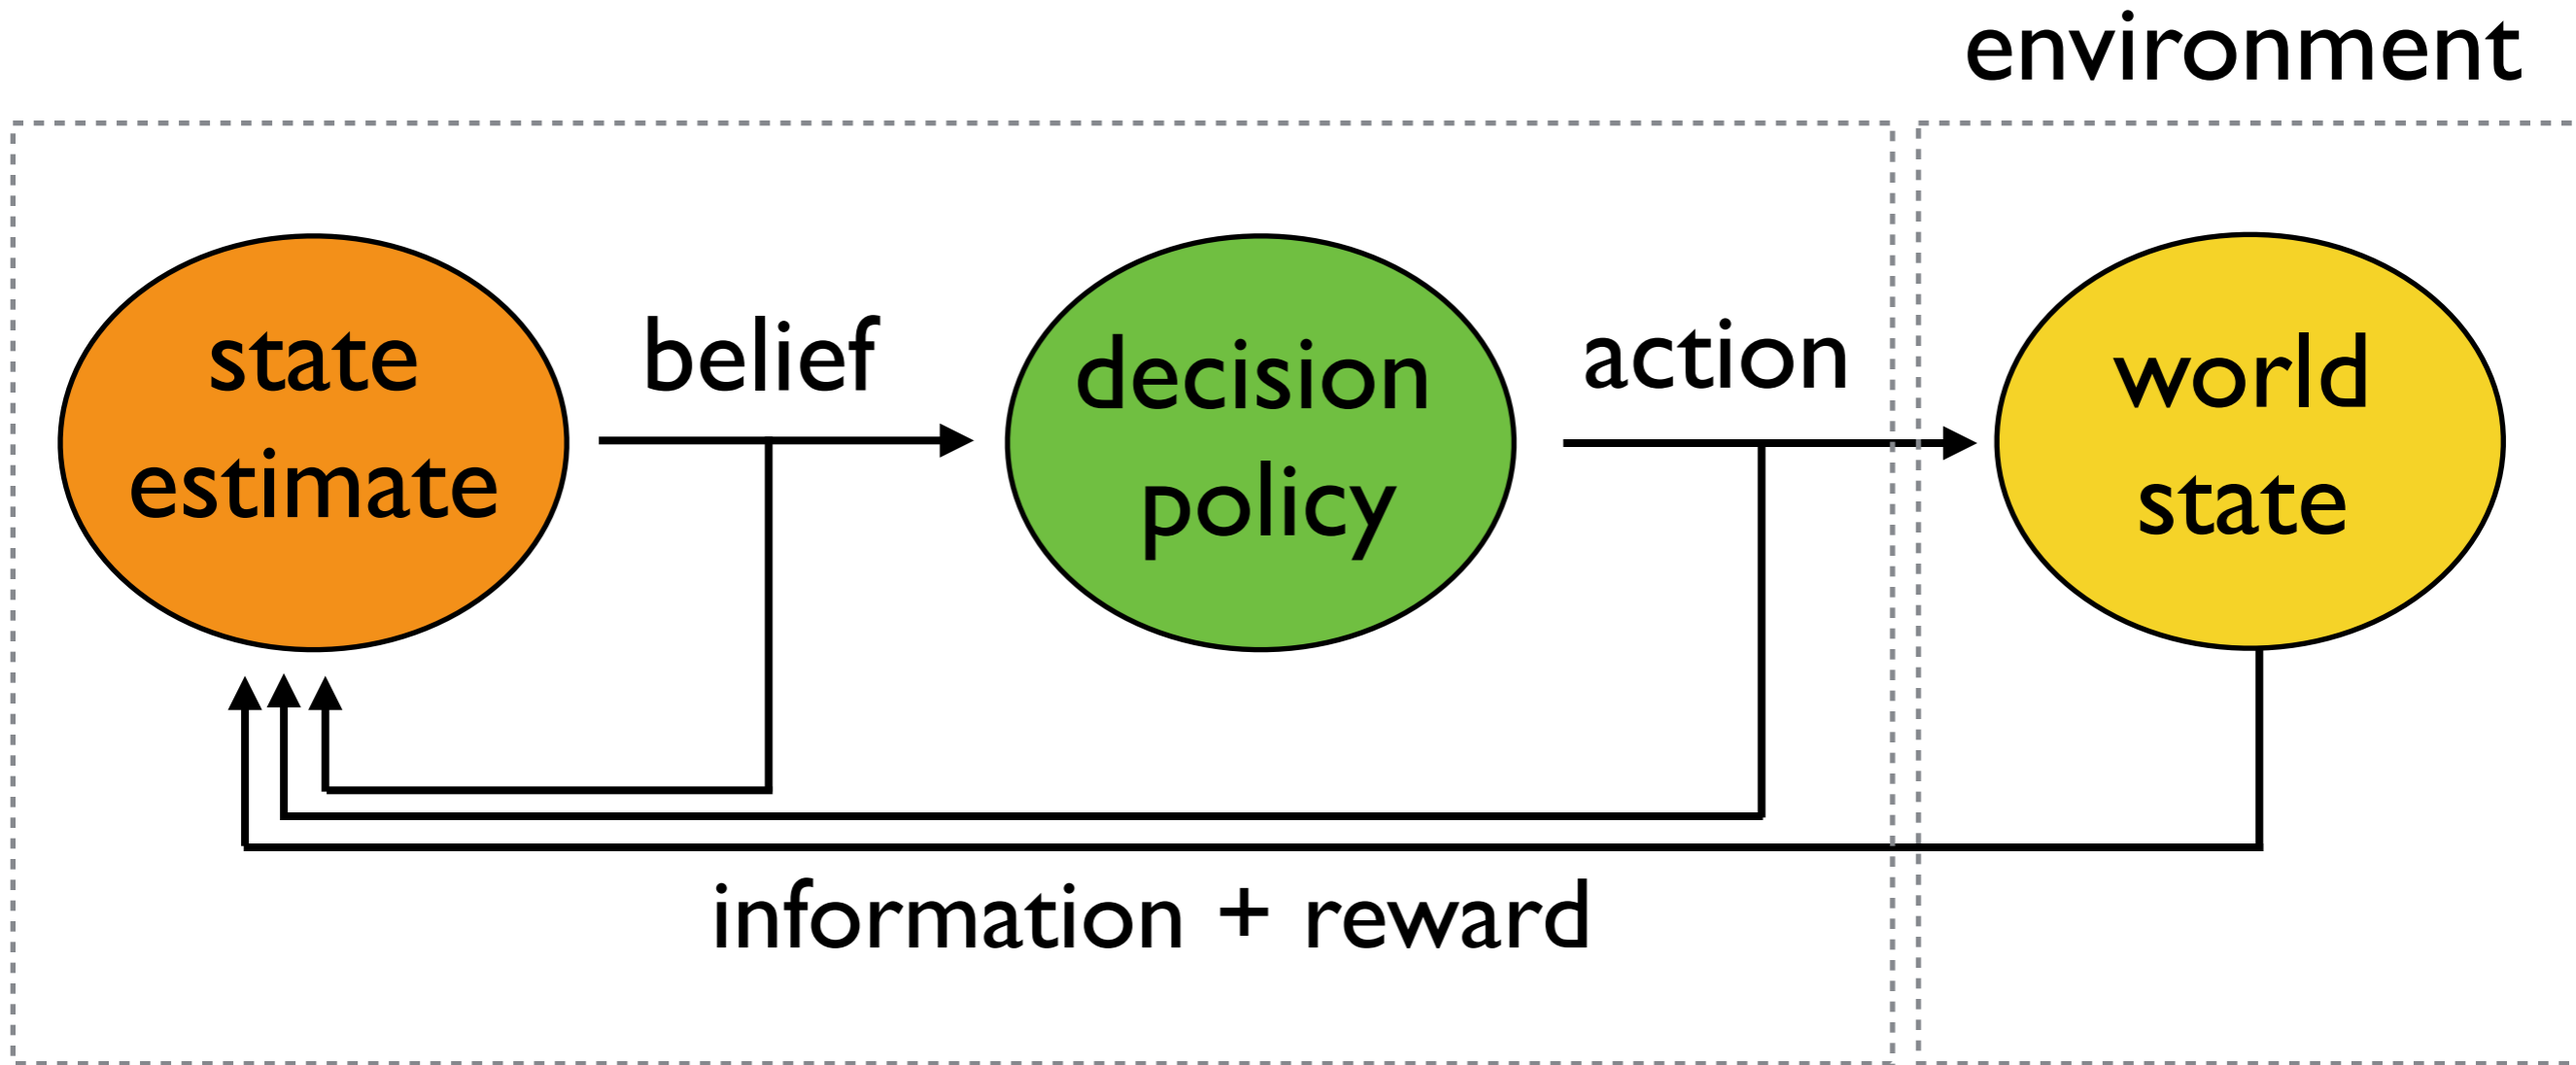 environment
state
estimate
belief
decision
policy
action
world
state
information + reward